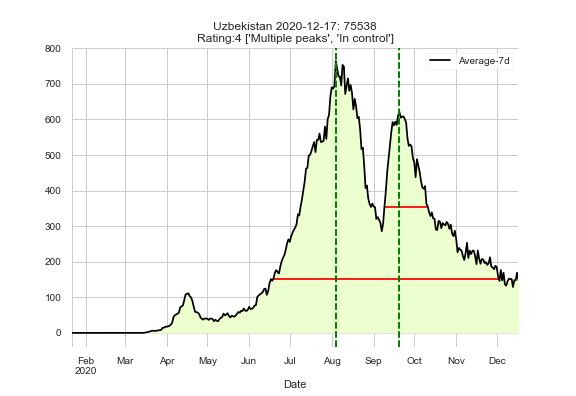 Uzbekistan 2020-12-17: 75538
Rating:4 ['Multiple peaks', 'In control']
Average-7d
800
700
600
500
400
300
200
100
0
Feb Mar Apr May Jun Jul Aug Sep Oct Nov Dec
2020
Date